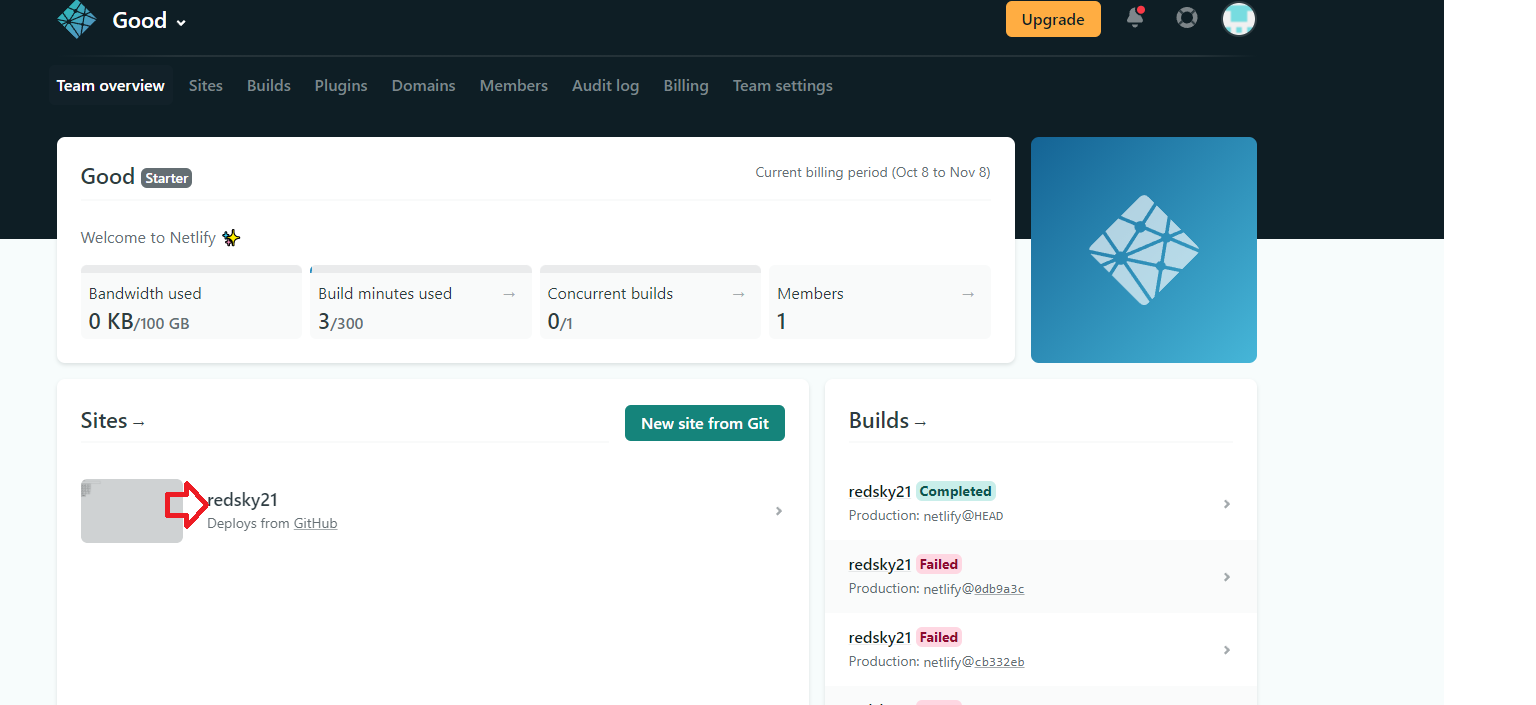 Good
Upgrade
Team overview Sites Builds Plugins Domains Members Audit log Billing Team settings
Good Starter
Current billing period (Oct 8 to Nov 8)
Welcome to Netlify ✨
Bandwidth used
0 KB/100 GB
Build minutes used →
3/300
Concurrent builds →
0/1
Members →
1
Sites →
New site from Git
redsky21
Deploys from GitHub
Builds →
redsky21 Completed
Production: netlify@HEAD
redsky21 Failed
Production: netlify@0db9a3c
redsky21 Failed
Production: netlify@cb332eb